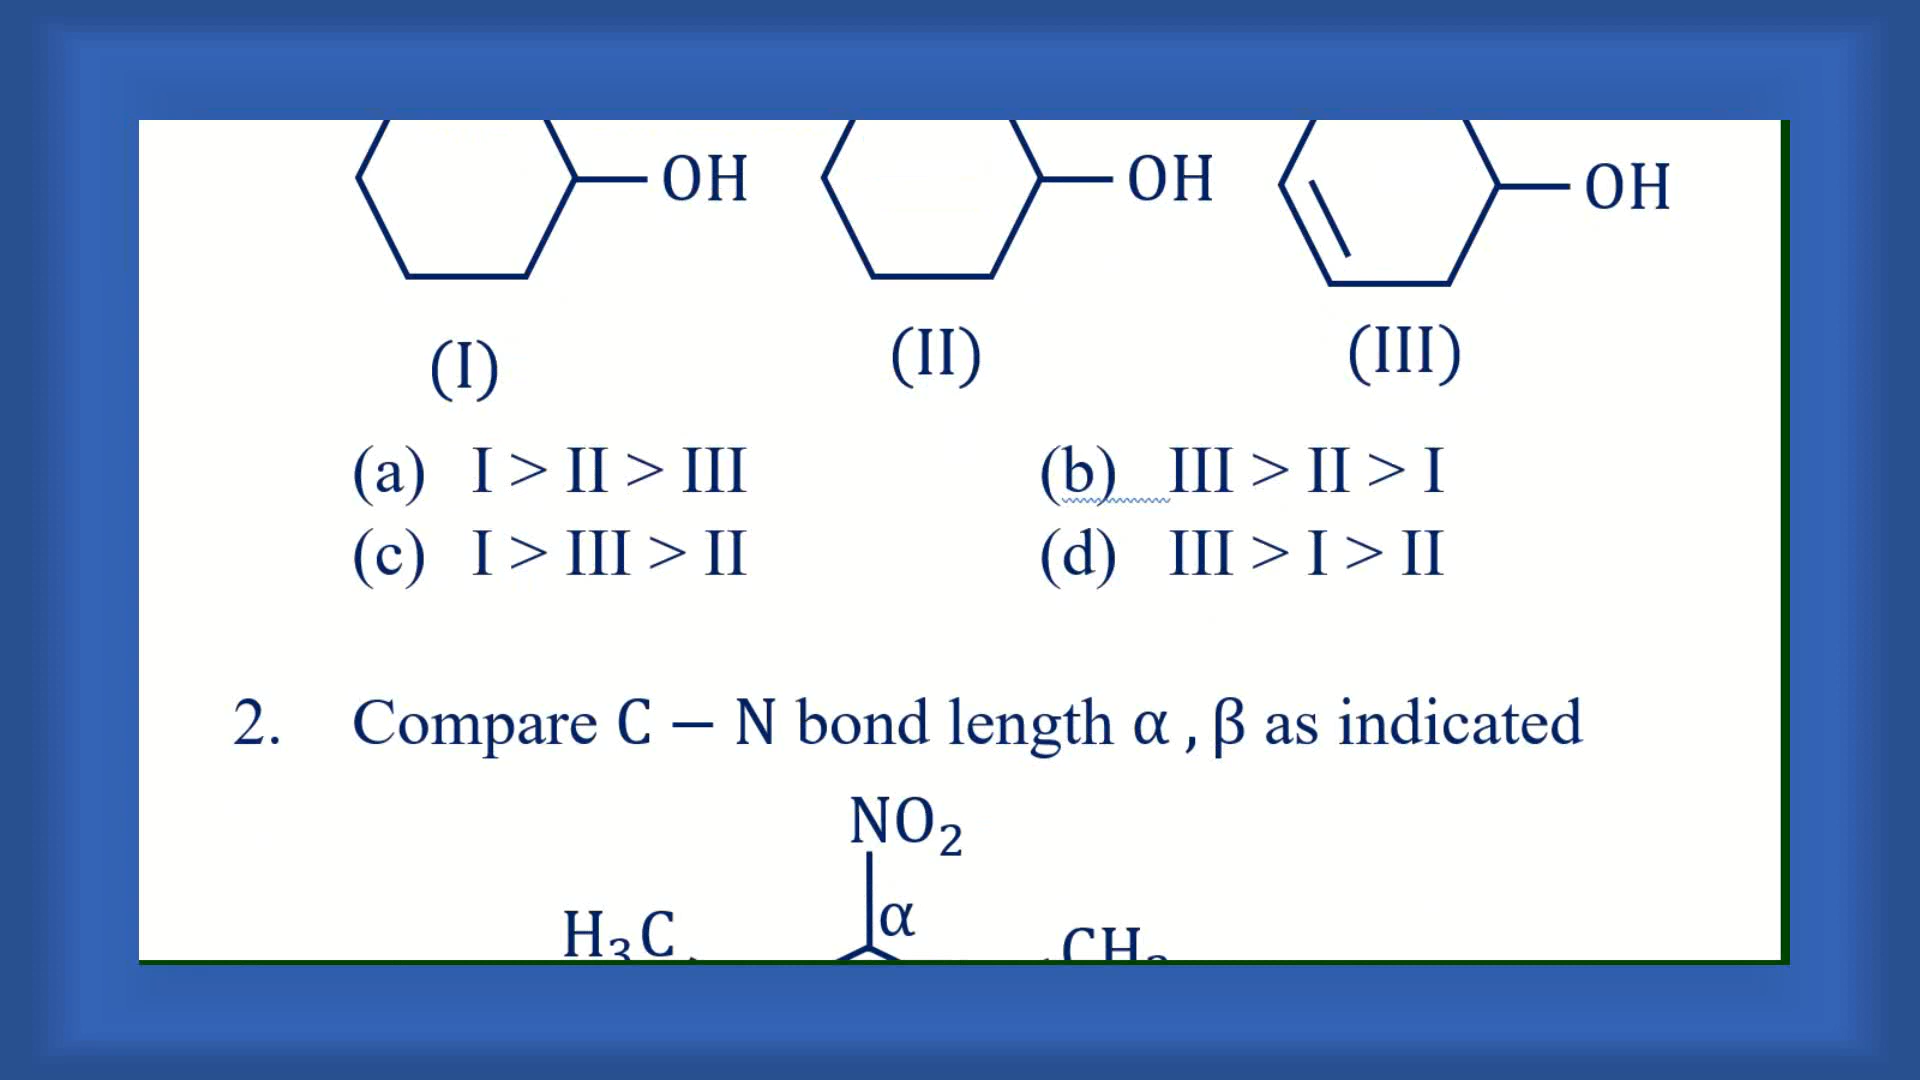 OH OH OH
(I) (II) (III)
(a) I > II > III (b) III > II > I
(c) I > III > II (d) III > I > II
2. Compare C – N bond length α , β as indicated
NO₂
α
H₃C CH₃